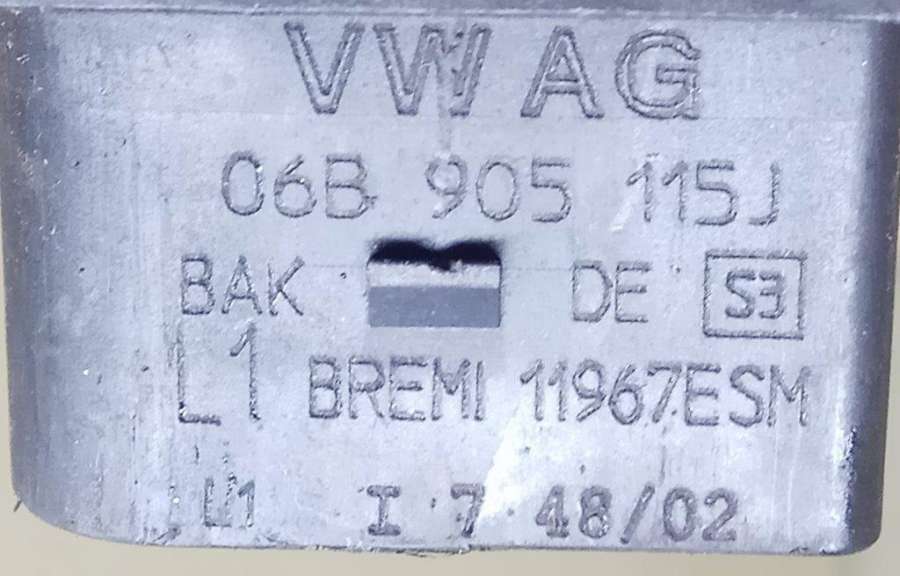 VW AG
06B 905 115J
BAK DE S3
L1 BREMI 11967ESM
L1 I 7 48/02